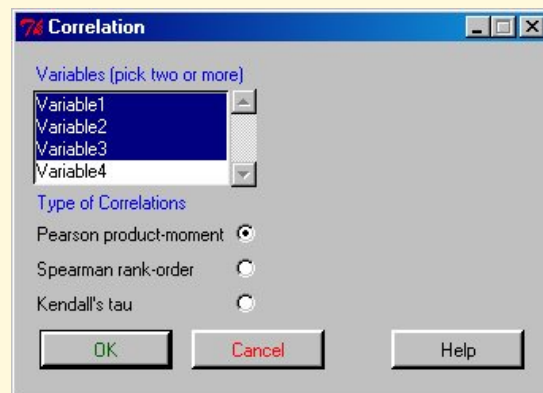 Correlation
Variables (pick two or more)
Variable1
Variable2
Variable3
Variable4
Type of Correlations
Pearson product-moment
Spearman rank-order
Kendall's tau
OK Cancel Help